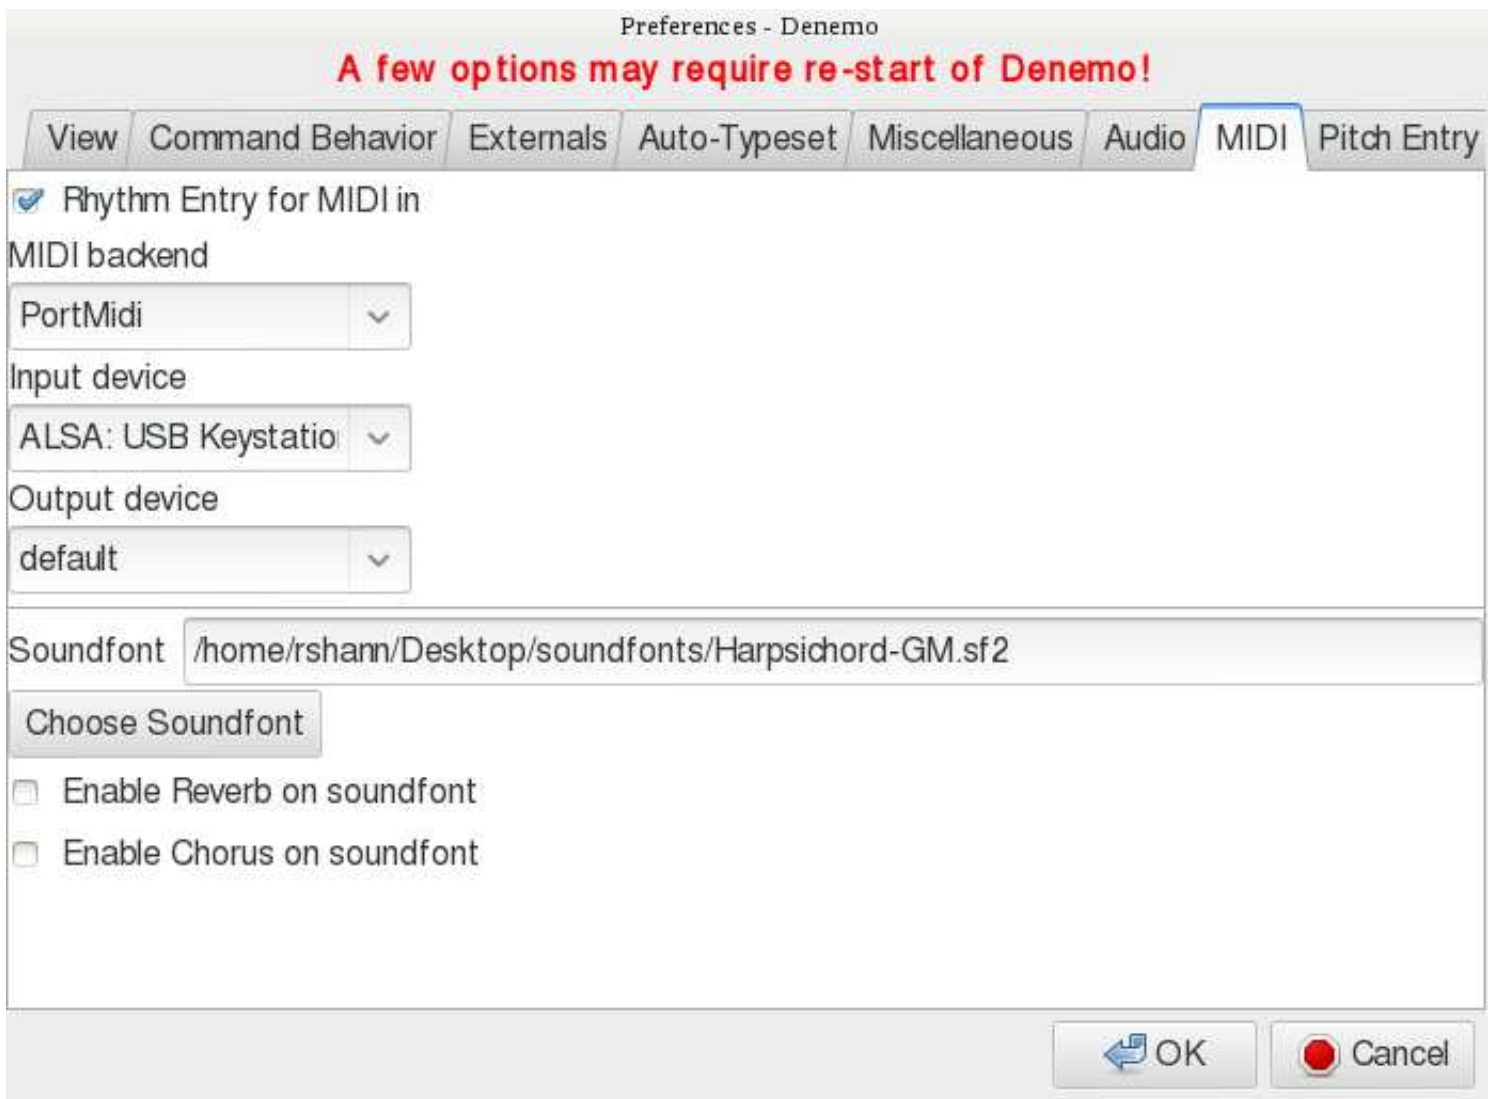 Preferences - Denemo
A few options may require re-start of Denemo!
View Command Behavior Externals Auto-Typeset Miscellaneous Audio MIDI Pitch Entry
Rhythm Entry for MIDI in
MIDI backend
PortMidi
Input device
ALSA: USB Keystatio
Output device
default
Soundfont /home/rshann/Desktop/soundfonts/Harpsichord-GM.sf2
Choose Soundfont
Enable Reverb on soundfont
Enable Chorus on soundfont
OK Cancel